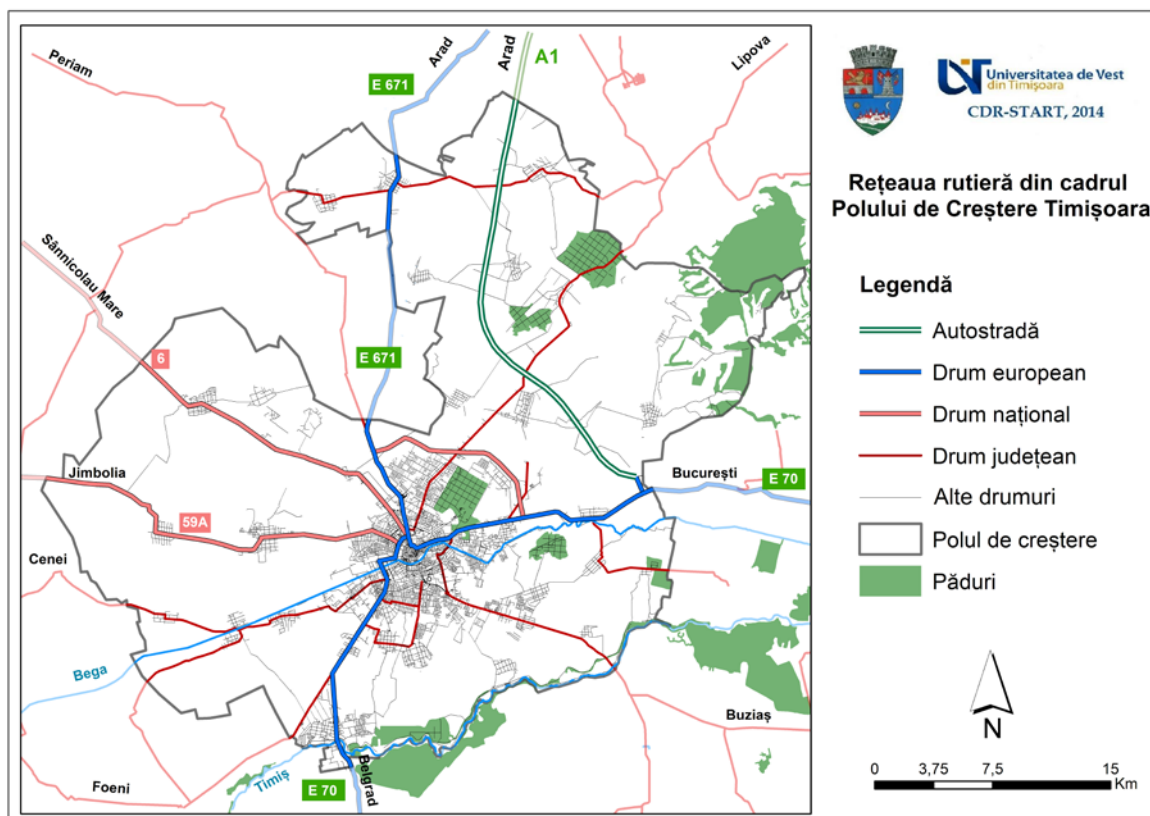 Periam
E 671
Arad
Arad
A1
Lipova
Sânnicolau Mare
6
E 671
Jimbolia
59A
București
E 70
Cenei
Bega
Buziaș
Foeni
Timiș
E 70
Belgrad
UVT Universitatea de Vest
din Timișoara
CDR-START, 2014
Rețeaua rutieră din cadrul
Polului de Creștere Timișoara
Legendă
Autostradă
Drum european
Drum național
Drum județean
Alte drumuri
Polul de creștere
Păduri
N
0 3,75 7,5 15
Km